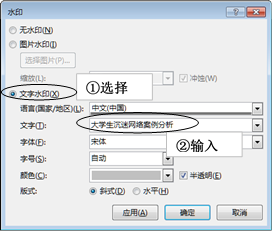 水印
无水印(N)
图片水印(I)
选择图片(P)...
缩放(L): 冲蚀(W)
①选择
文字水印(X)
语言(国家/地区)(L): 中文(中国)
文字(T): 大学生沉迷网络案例分析
字体(F): 宋体
②输入
字号(S): 自动
颜色(C): 半透明(E)
版式: 斜式(D) 水平(H)
应用(A) 确定 取消